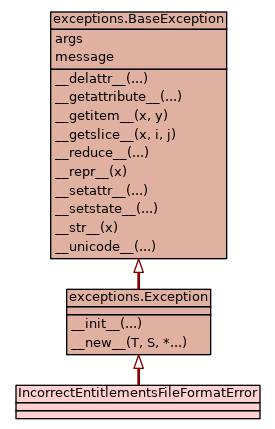 exceptions.BaseException
args
message
__delattr__(...)
__getattribute__(...)
__getitem__(x, y)
__getslice__(x, i, j)
__reduce__(...)
__repr__(x)
__setattr__(...)
__setstate__(...)
__str__(x)
__unicode__(...)
exceptions.Exception
__init__(...)
__new__(T, S, *...)
IncorrectEntitlementsFileFormatError